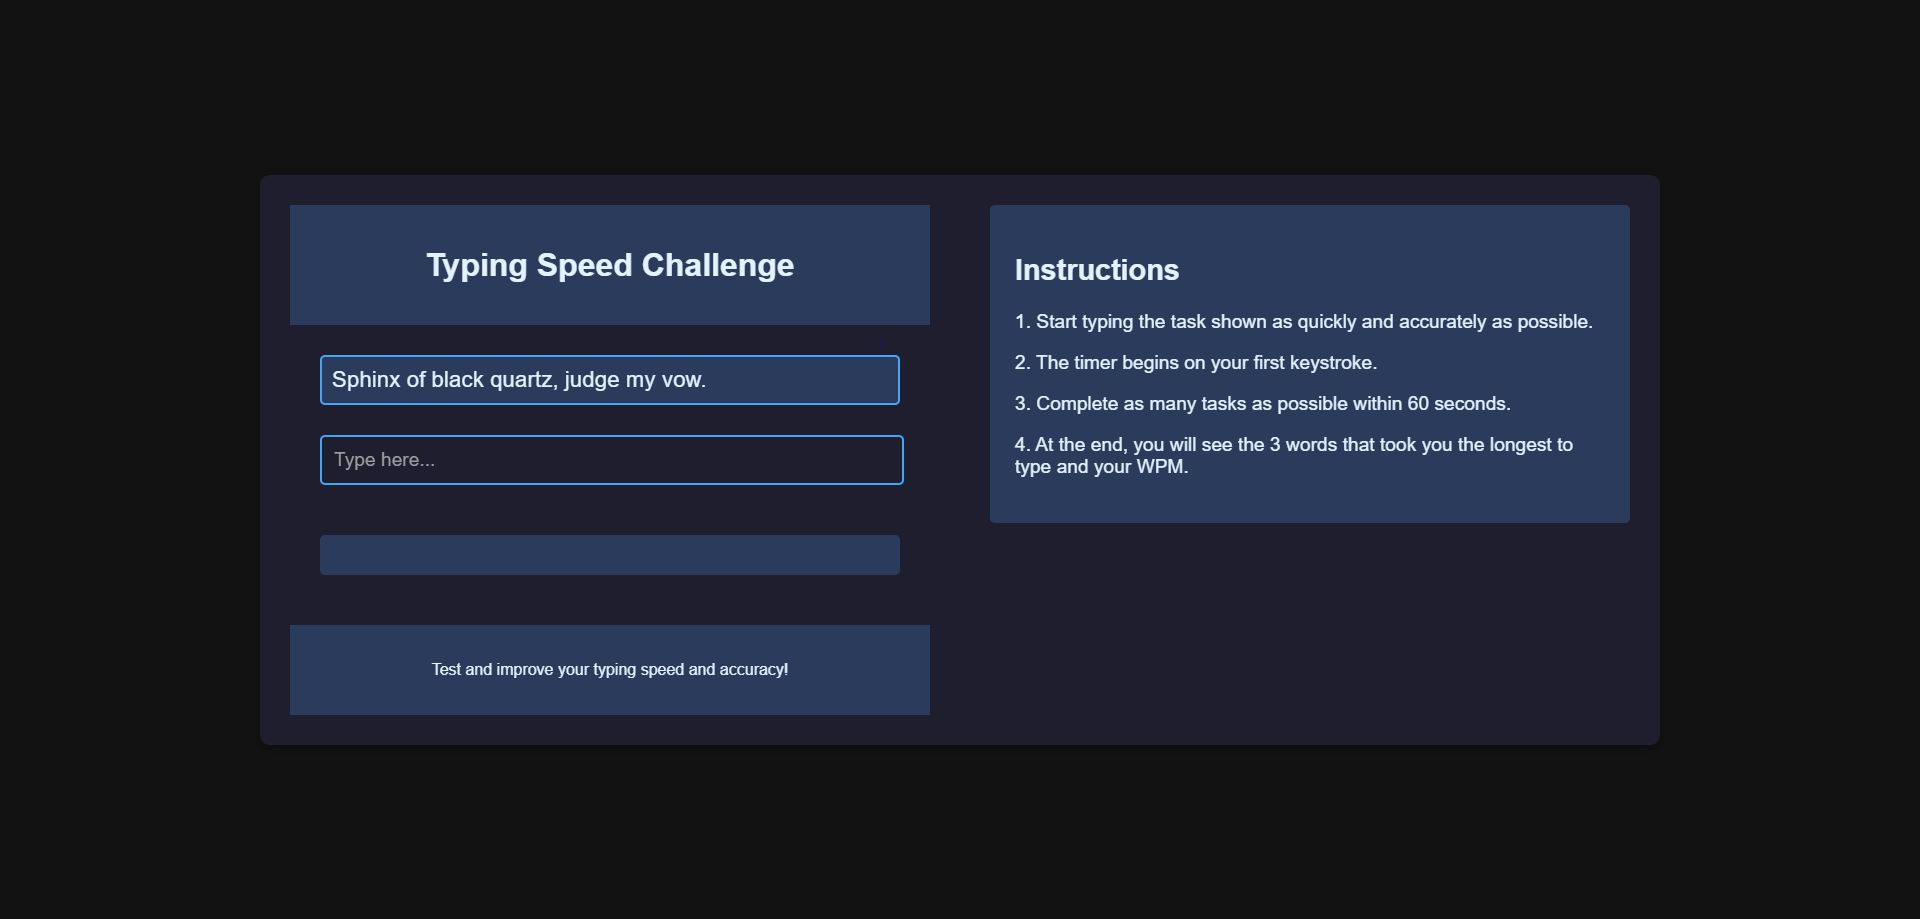 Typing Speed Challenge
Sphinx of black quartz, judge my vow.
Type here...
Test and improve your typing speed and accuracy!
Instructions
1. Start typing the task shown as quickly and accurately as possible.
2. The timer begins on your first keystroke.
3. Complete as many tasks as possible within 60 seconds.
4. At the end, you will see the 3 words that took you the longest to
type and your WPM.